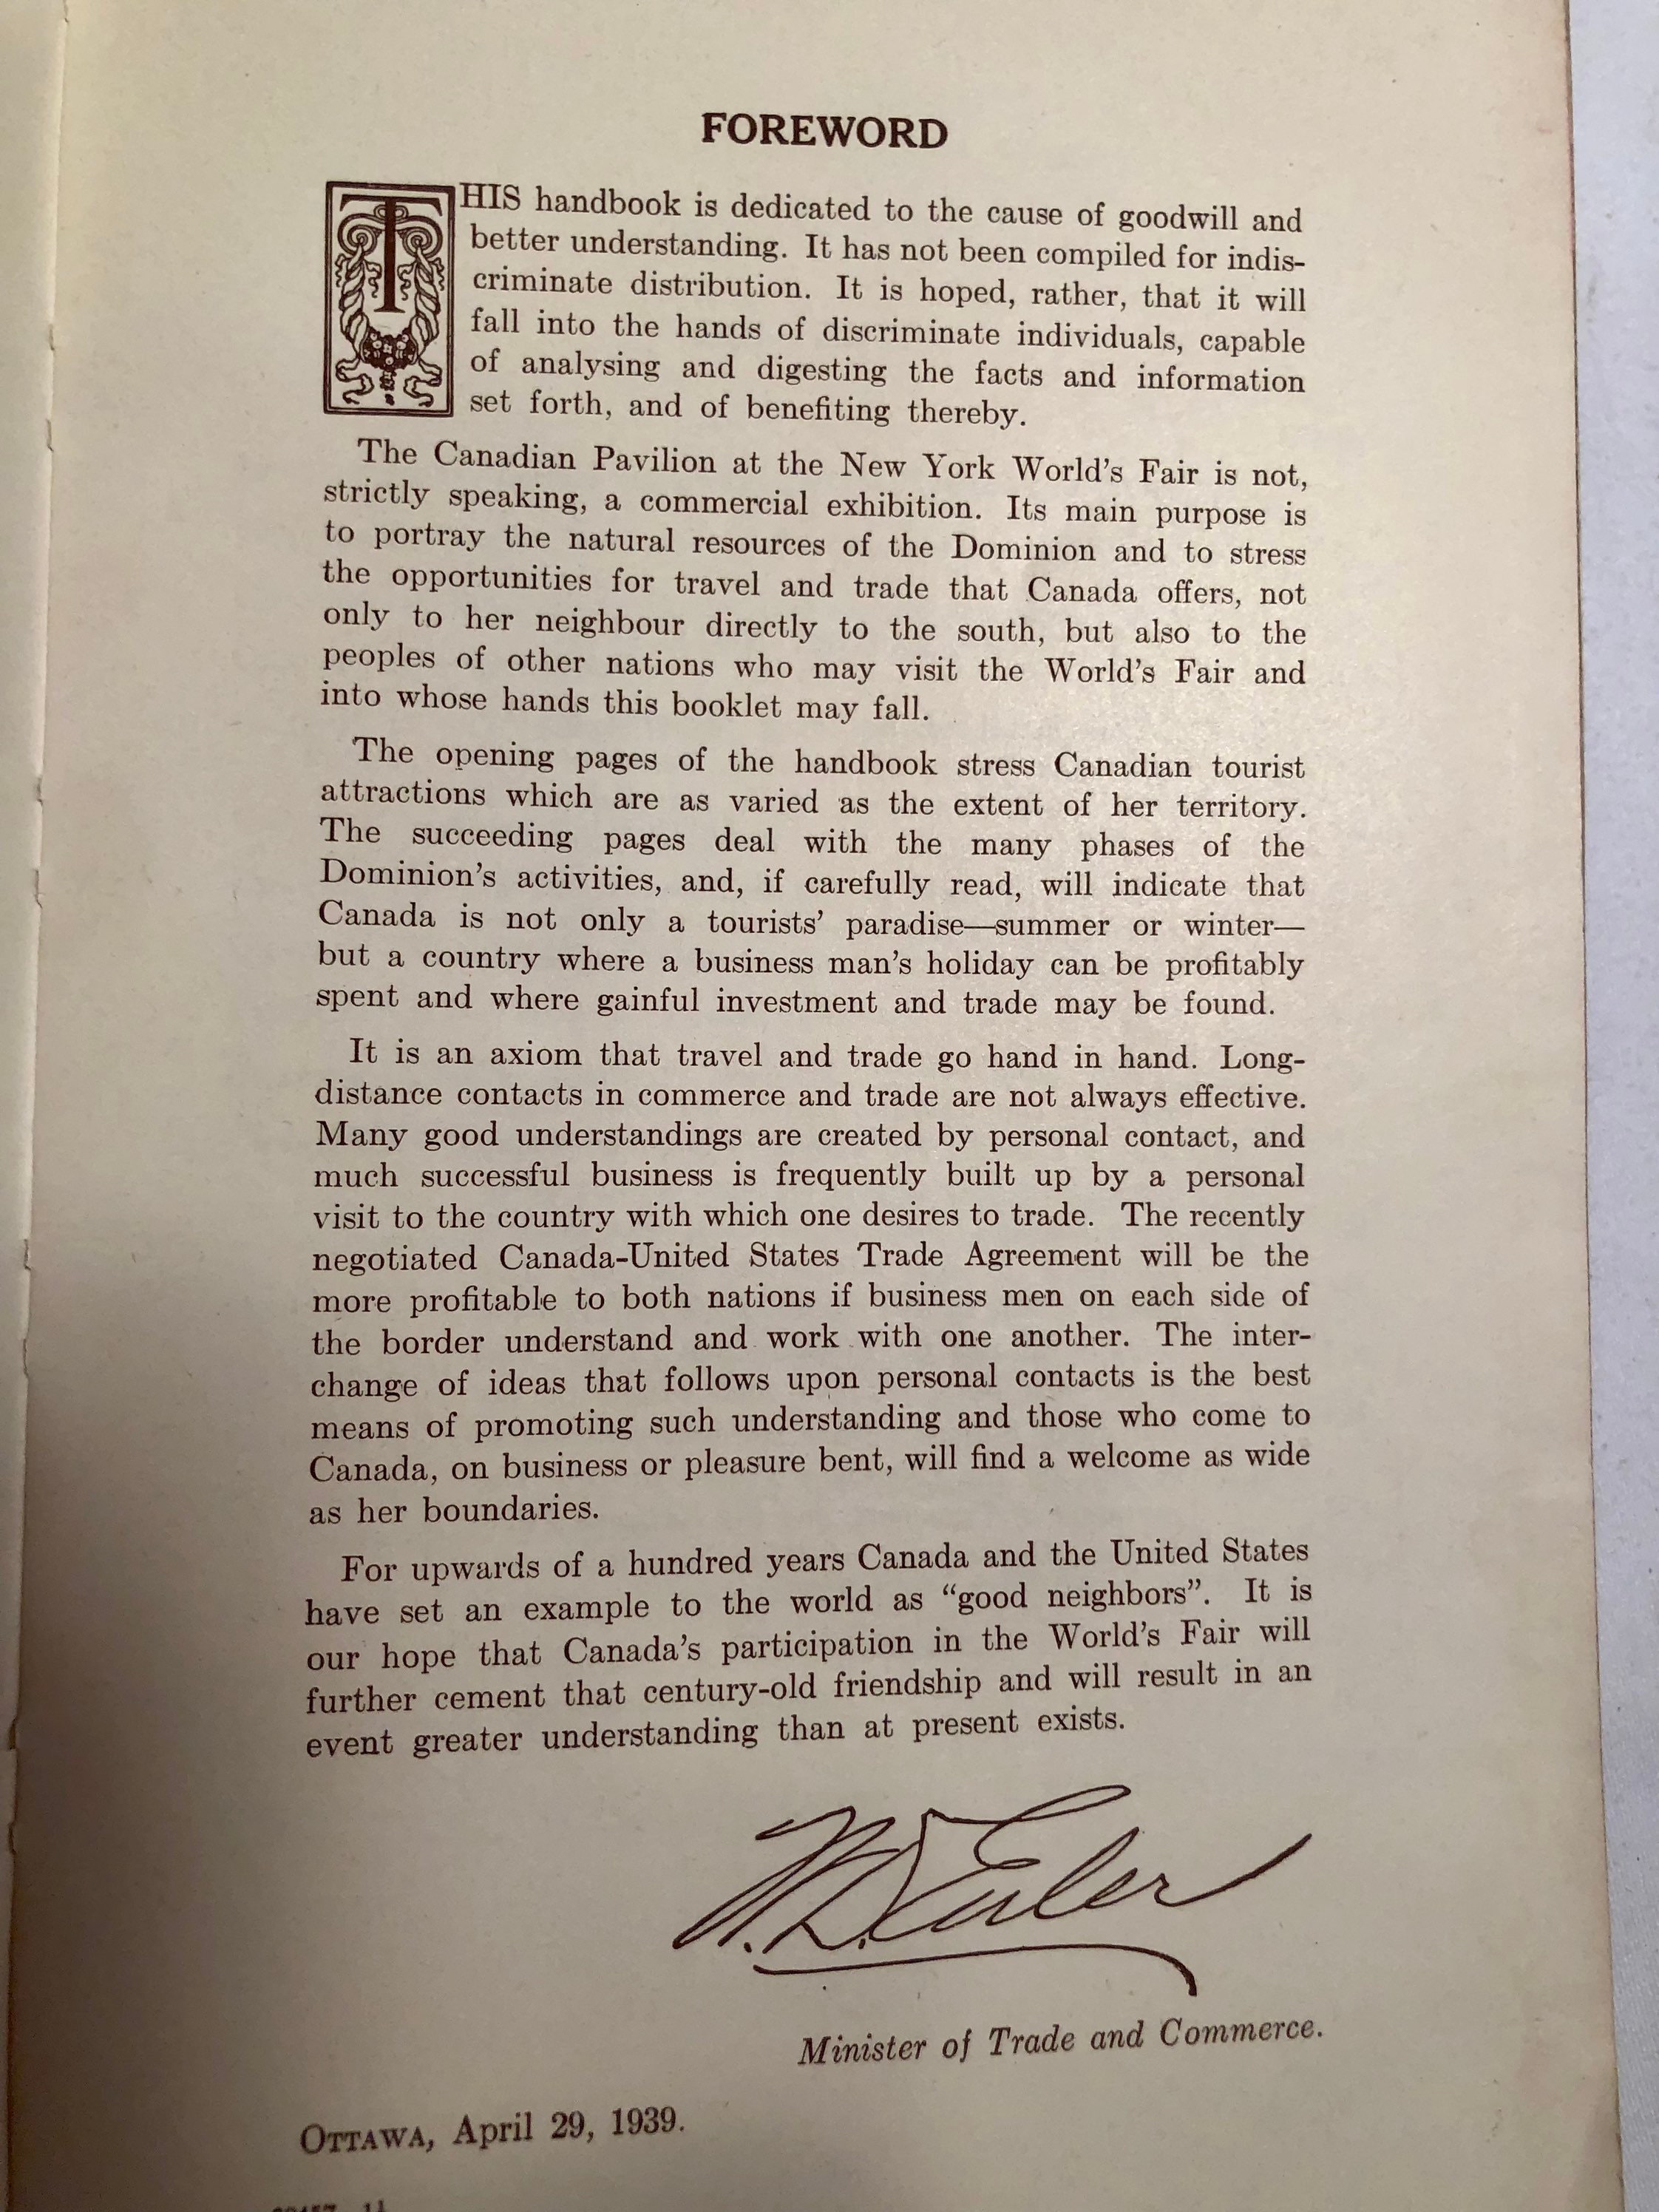 FOREWORD
THIS handbook is dedicated to the cause of goodwill and
better understanding. It has not been compiled for indis-
criminate distribution. It is hoped, rather, that it will
fall into the hands of discriminate individuals, capable
of analysing and digesting the facts and information
set forth, and of benefiting thereby.
The Canadian Pavilion at the New York World's Fair is not,
strictly speaking, a commercial exhibition. Its main purpose is
to portray the natural resources of the Dominion and to stress
the opportunities for travel and trade that Canada offers, not
only to her neighbour directly to the south, but also to the
peoples of other nations who may visit the World's Fair and
into whose hands this booklet may fall.
The opening pages of the handbook stress Canadian tourist
attractions which are as varied as the extent of her territory.
The succeeding pages deal with the many phases of the
Dominion's activities, and, if carefully read, will indicate that
Canada is not only a tourists' paradise—summer or winter—
but a country where a business man's holiday can be profitably
spent and where gainful investment and trade may be found.
It is an axiom that travel and trade go hand in hand. Long-
distance contacts in commerce and trade are not always effective.
Many good understandings are created by personal contact, and
much successful business is frequently built up by a personal
visit to the country with which one desires to trade. The recently
negotiated Canada-United States Trade Agreement will be the
more profitable to both nations if business men on each side of
the border understand and work with one another. The inter-
change of ideas that follows upon personal contacts is the best
means of promoting such understanding and those who come to
Canada, on business or pleasure bent, will find a welcome as wide
as her boundaries.
For upwards of a hundred years Canada and the United States
have set an example to the world as “good neighbors”. It is
our hope that Canada's participation in the World's Fair will
further cement that century-old friendship and will result in an
event greater understanding than at present exists.
W. D. Euler
Minister of Trade and Commerce.
OTTAWA, April 29, 1939.